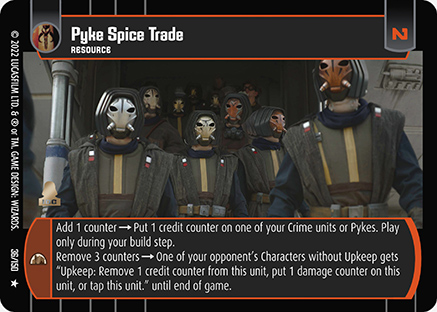 Pyke Spice Trade
RESOURCE
N
Add 1 counter → Put 1 credit counter on one of your Crime units or Pykes. Play
only during your build step.
Remove 3 counters → One of your opponent's Characters without Upkeep gets
"Upkeep: Remove 1 credit counter from this unit, put 1 damage counter on this
unit, or tap this unit." until end of game.
© 2022 LUCASFILM LTD. & ® or TM. GAME DESIGN: WIZARDS.
★